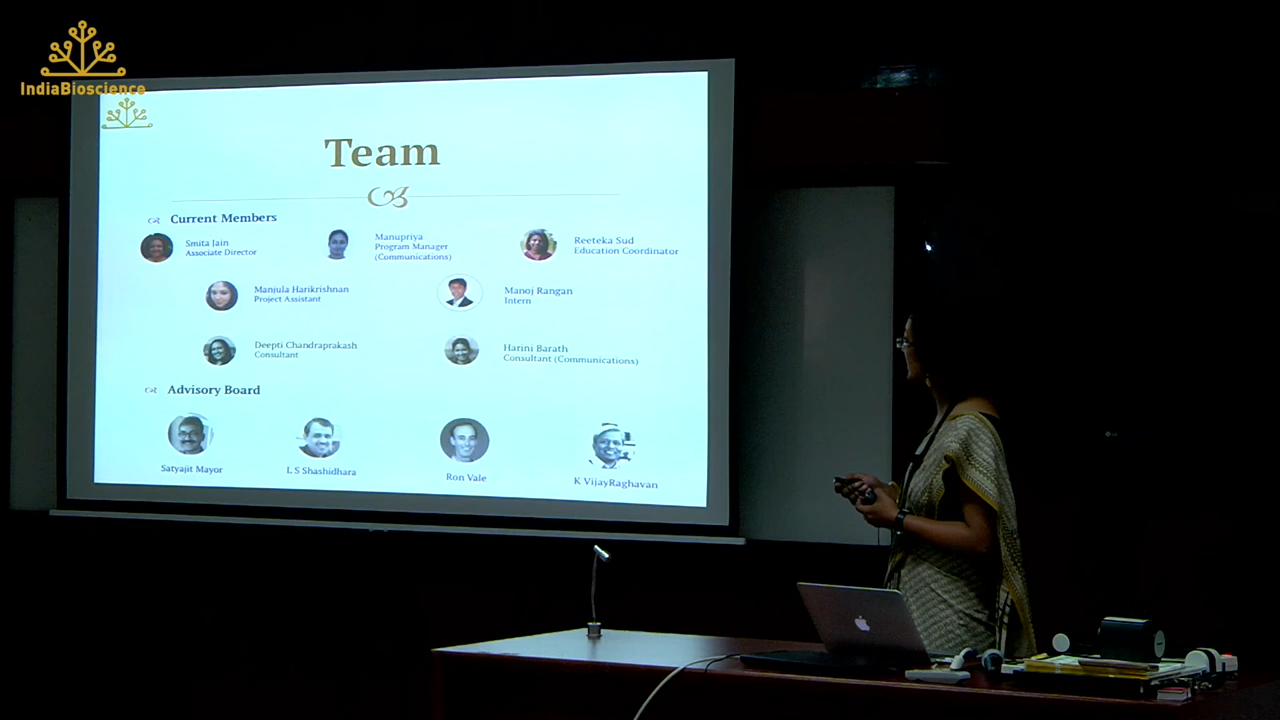 IndiaBioscience
Team
Current Members
Smita Jain
Associate Director
Manupriya
Program Manager
(Communications)
Reeteka Sud
Education Coordinator
Manjula Harikrishnan
Project Assistant
Manoj Rangan
Intern
Deepti Chandraprakash
Consultant
Harini Barath
Consultant (Communications)
Advisory Board
Satyajit Mayor
L S Shashidhara
Ron Vale
K VijayRaghavan